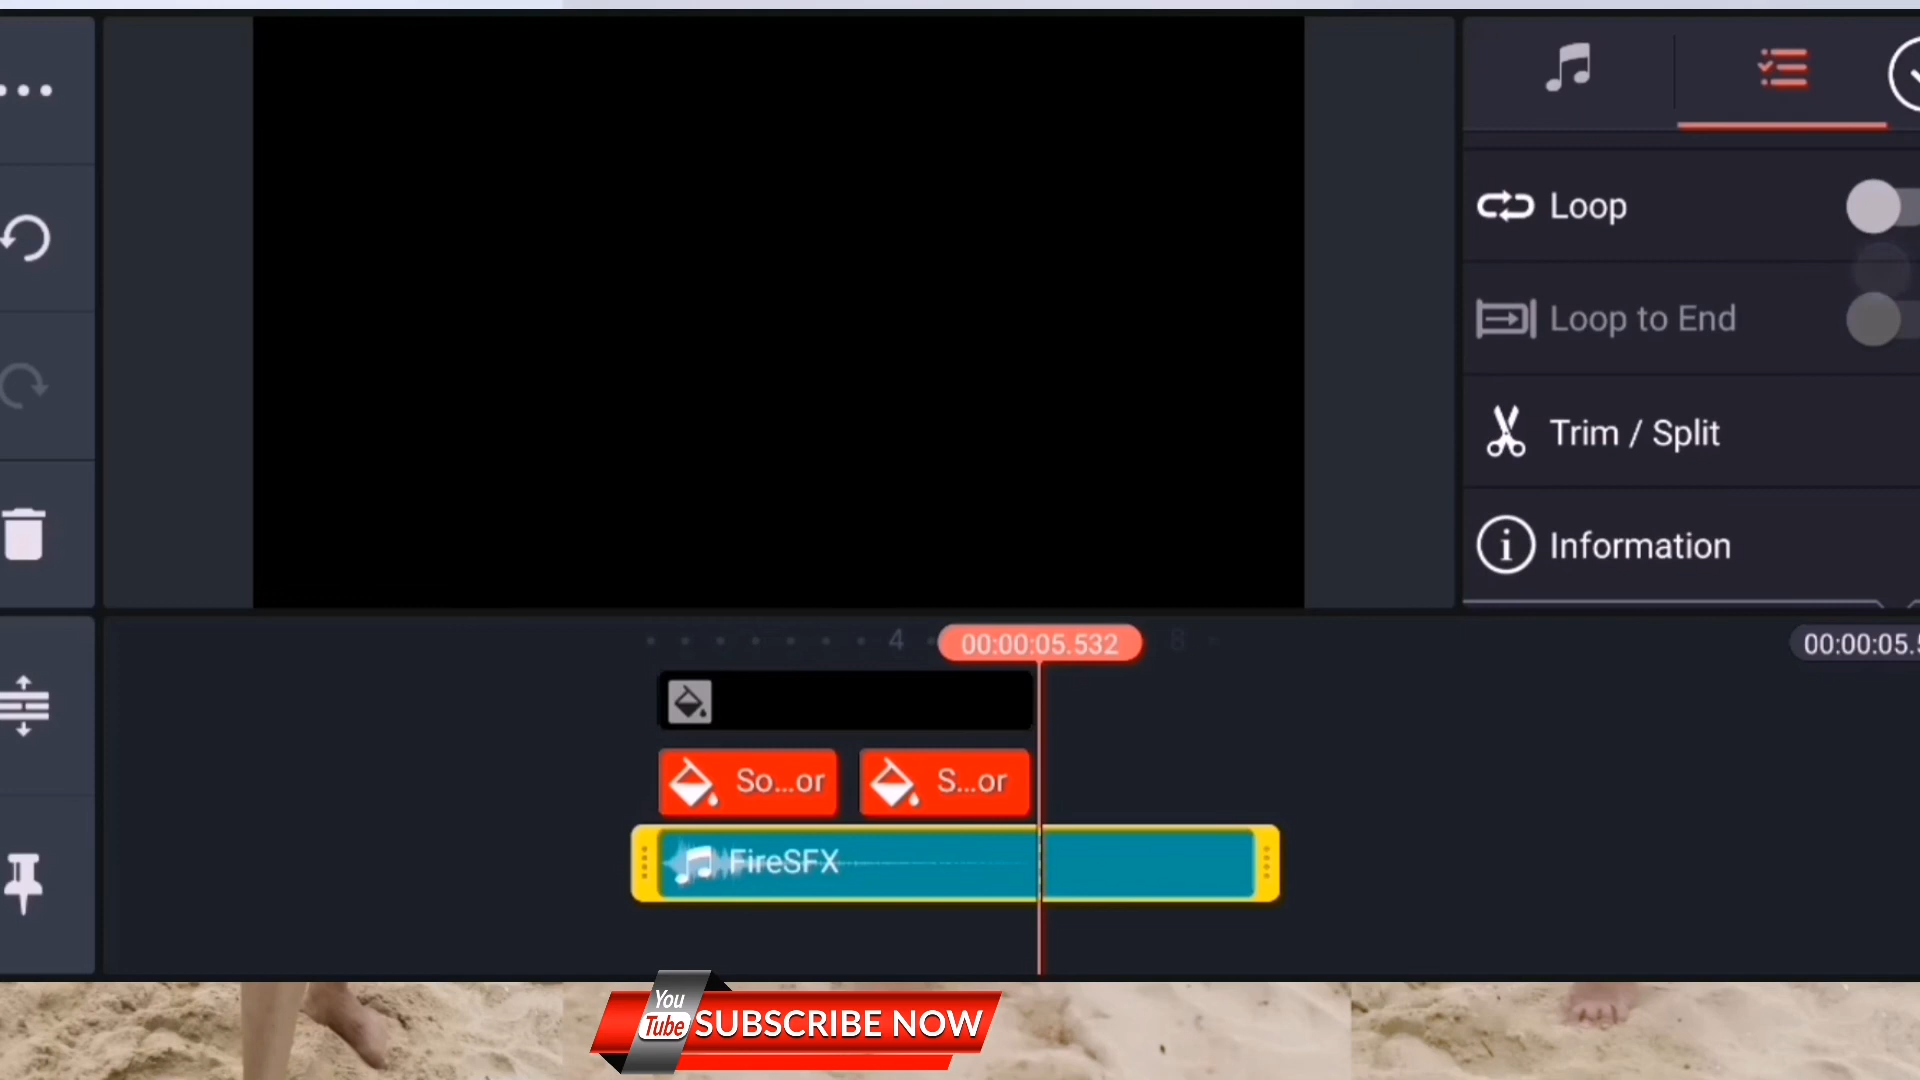 Loop
Loop to End
Trim / Split
Information
4
00:00:05.532
8
00:00:05.5
So...or
S...or
FireSFX
You
Tube
SUBSCRIBE NOW